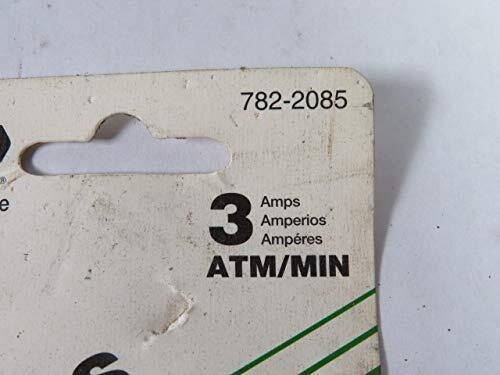 782-2085
®
e
3 Amps
Amperios
Ampéres
ATM/MIN
S